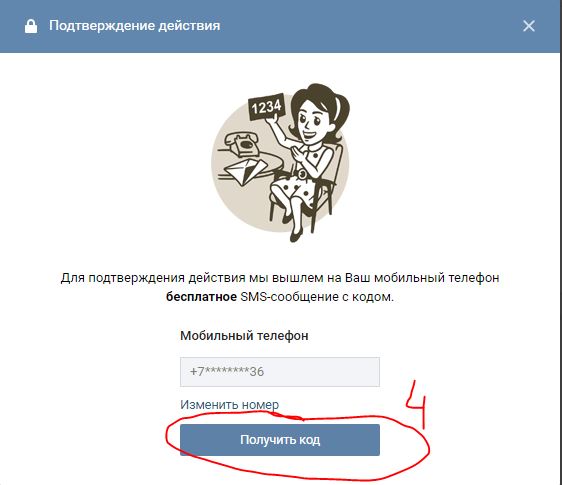 Подтверждение действия
1234
Для подтверждения действия мы вышлем на Ваш мобильный телефон
бесплатное SMS-сообщение с кодом.
Мобильный телефон
+7********36
Изменить номер
4
Получить код